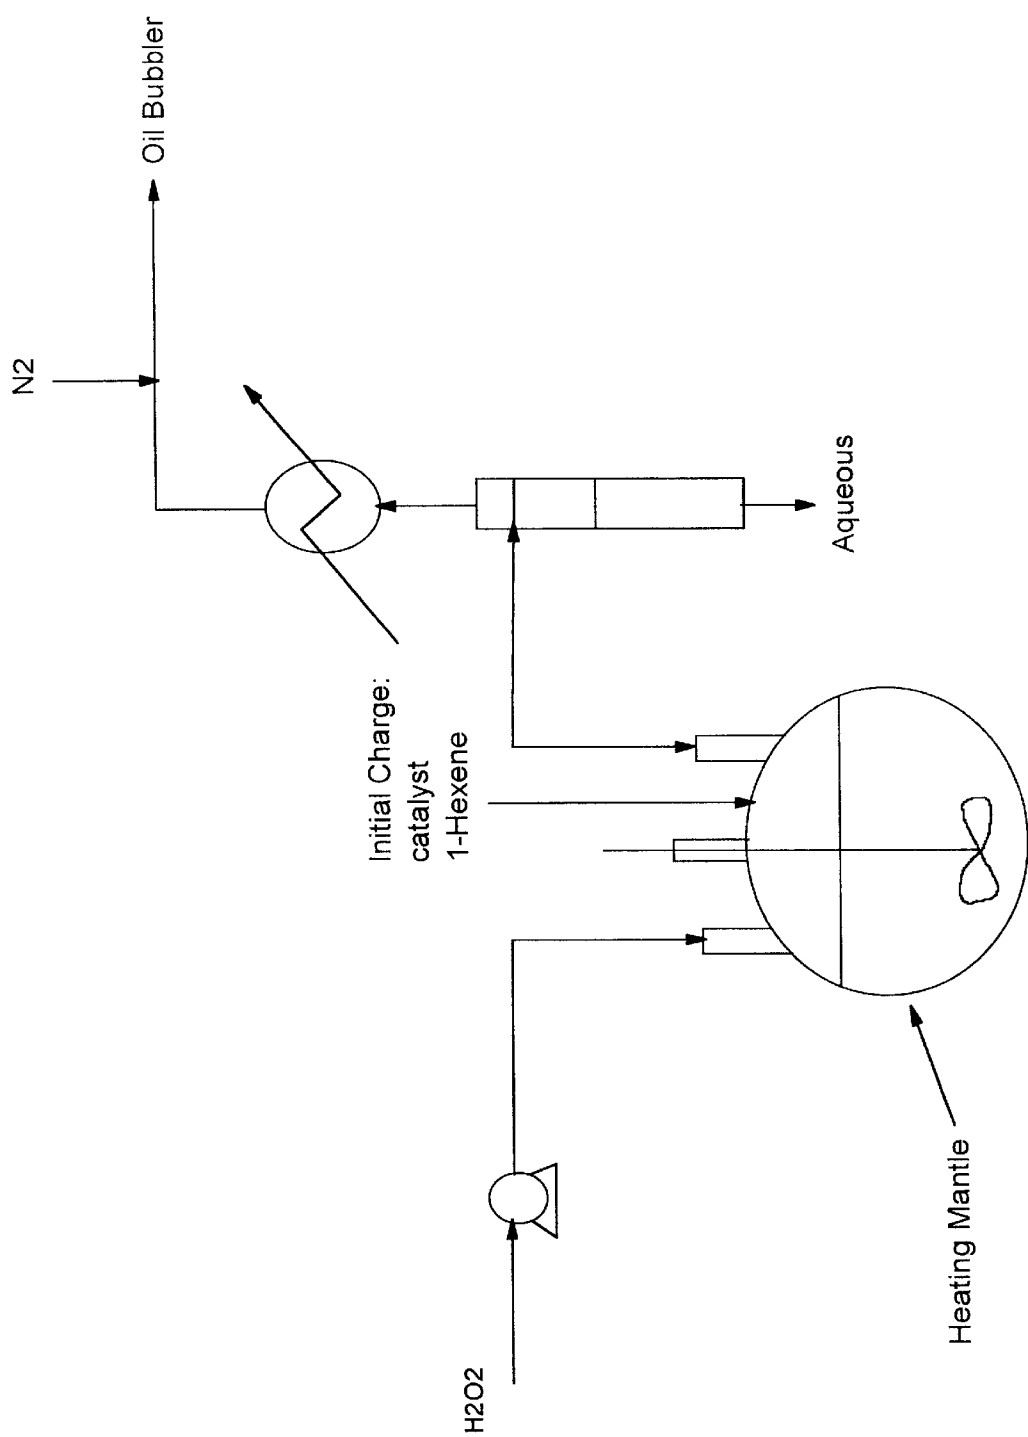 N2
Oil Bubbler
Initial Charge:
catalyst
1-Hexene
Aqueous
H2O2
Heating Mantle